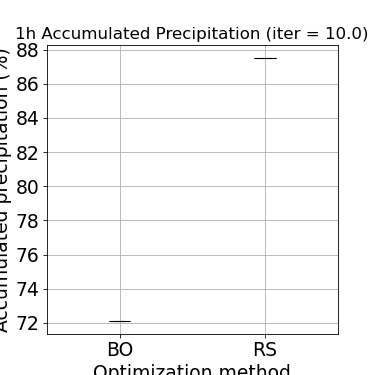 1h Accumulated Precipitation (iter = 10.0)
Accumulated precipitation (%)
88
86
84
82
80
78
76
74
72
BO RS
Optimization method